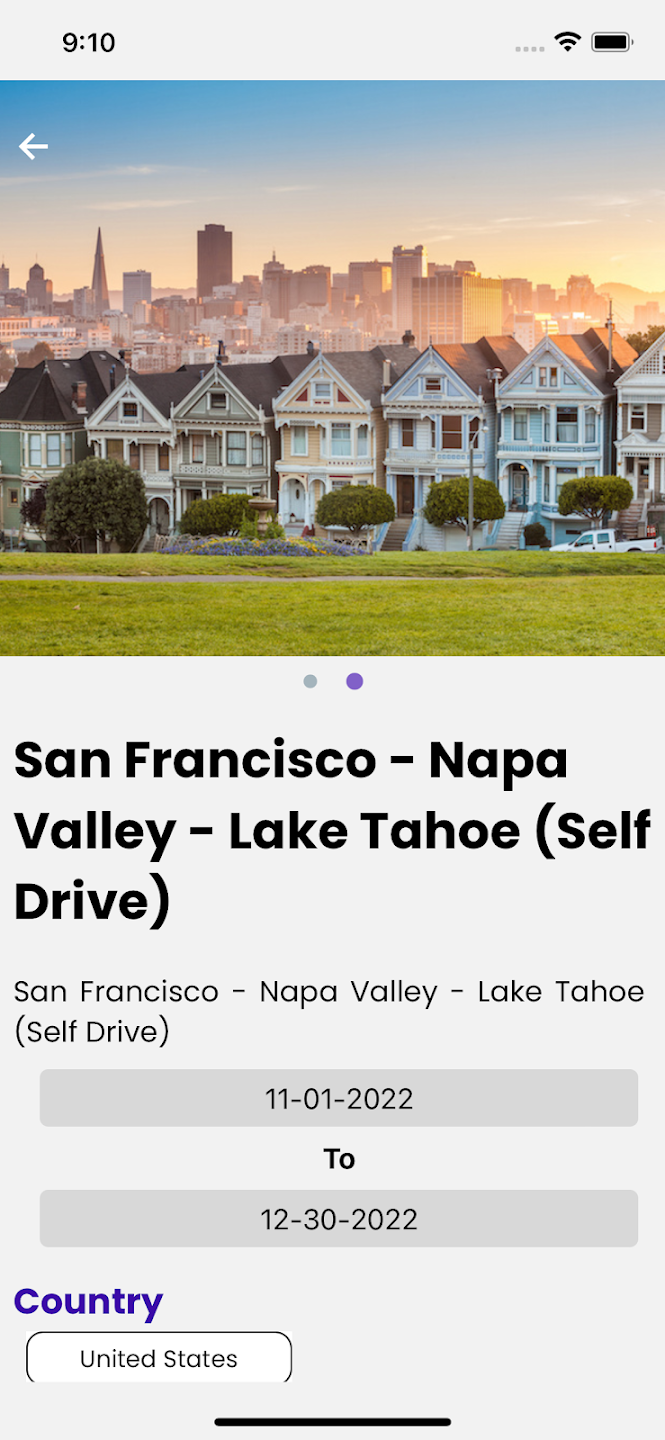 9:10
San Francisco - Napa
Valley - Lake Tahoe (Self
Drive)
San Francisco - Napa Valley - Lake Tahoe
(Self Drive)
11-01-2022
To
12-30-2022
Country
United States